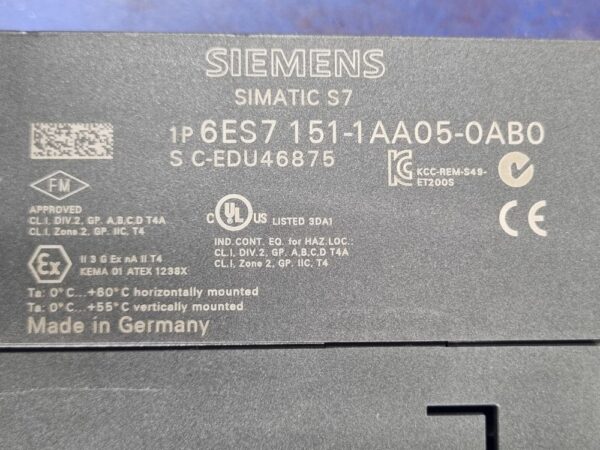 SIEMENS
SIMATIC S7
1P 6ES7 151-1AA05-0AB0
S C-EDU46875
KCC-REM-S49-
ET200S
FM
APPROVED
CL.I, DIV.2, GP. A,B,C,D T4A
CL.I, Zone 2, GP. IIC, T4
C UL US LISTED 3DA1
IND. CONT. EQ. for HAZ. LOC.:
CL.I, DIV.2, GP. A,B,C,D T4A
CL.I, Zone 2, GP. IIC, T4
CE
Ex
II 3 G Ex nA II T4
KEMA 01 ATEX 1238X
Ta: 0°C...+60°C horizontally mounted
Ta: 0°C...+55°C vertically mounted
Made in Germany